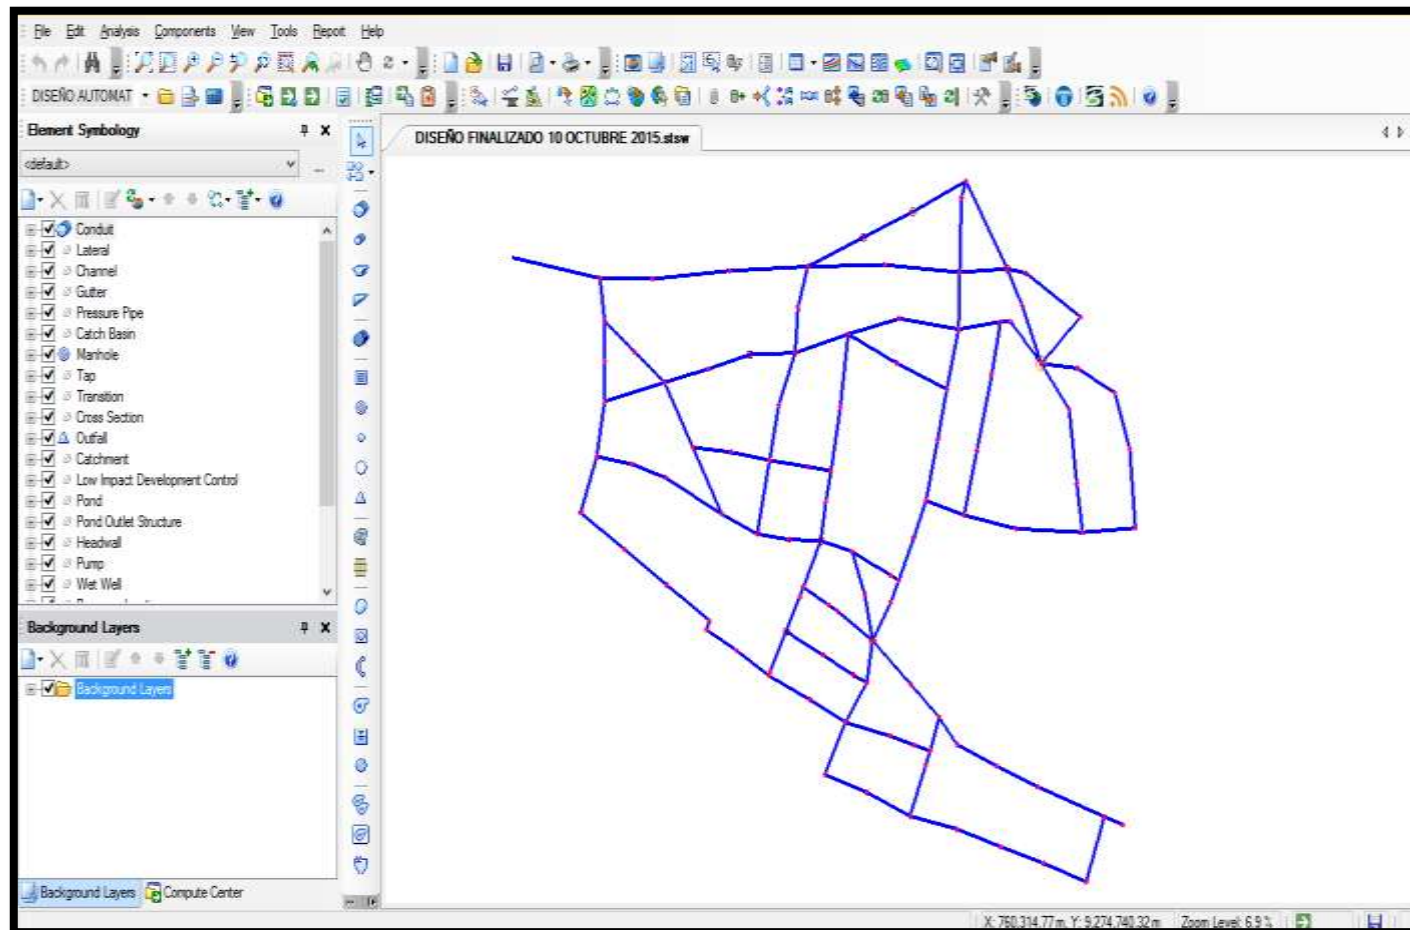 File Edit Analysis Components View Tools Report Help
DISEÑO AUTOMAT
Element Symbology
<default>
Conduit
Lateral
Channel
Gutter
Pressure Pipe
Catch Basin
Manhole
Tap
Transition
Cross Section
Outfall
Catchment
Low Impact Development Control
Pond
Pond Outlet Structure
Headwall
Pump
Wet Well
Background Layers
Background Layers
Background Layers Compute Center
DISEÑO FINALIZADO 10 OCTUBRE 2015.stsw
X: 760,314.77 m, Y: 9,274,740.32 m Zoom Level: 6.9 %